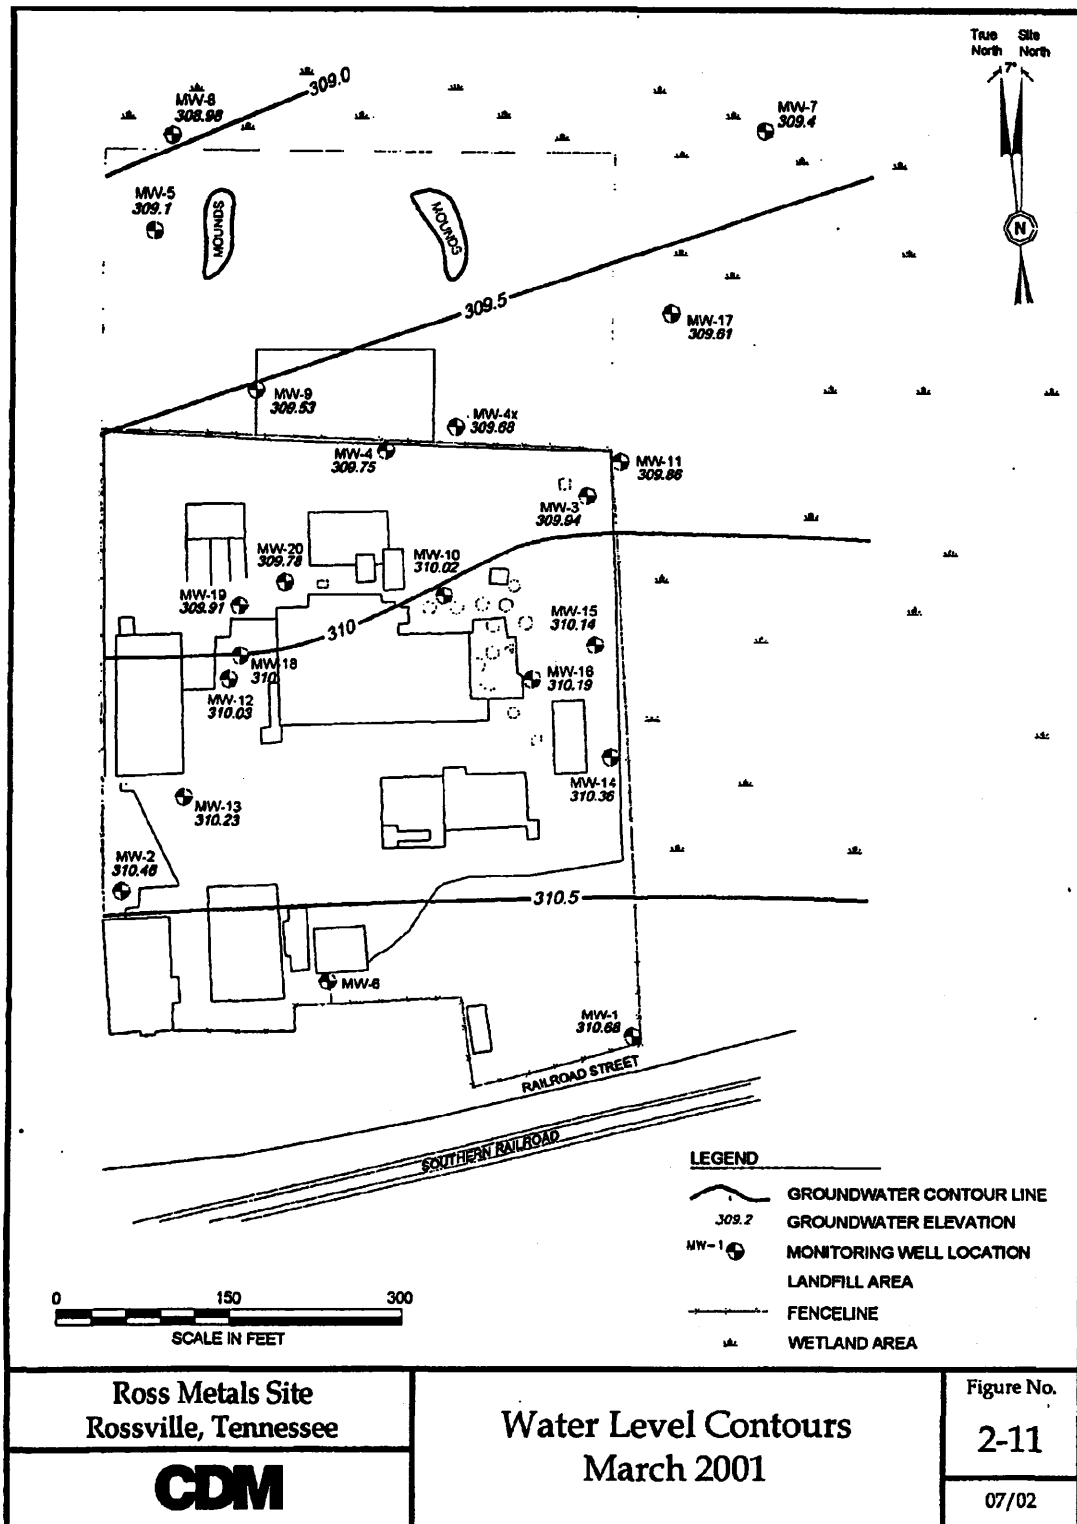 True Site
North North
7°
N
309.0
MW-8
308.98
MW-7
309.4
MW-5
309.1
MOUNDS
MOUNDS
309.5
MW-17
309.61
MW-9
309.53
MW-4x
309.68
MW-4
309.75
MW-11
309.86
MW-3
309.94
MW-20
309.78
MW-10
310.02
MW-19
309.91
310
MW-15
310.14
MW-18
310
MW-16
310.19
MW-12
310.03
MW-14
310.36
MW-13
310.23
MW-2
310.46
310.5
MW-6
MW-1
310.68
RAILROAD STREET
SOUTHERN RAILROAD
LEGEND
GROUNDWATER CONTOUR LINE
309.2 GROUNDWATER ELEVATION
MW-1 MONITORING WELL LOCATION
LANDFILL AREA
FENCELINE
WETLAND AREA
0 150 300
SCALE IN FEET
Ross Metals Site
Rossville, Tennessee
CDM
Water Level Contours
March 2001
Figure No.
2-11
07/02